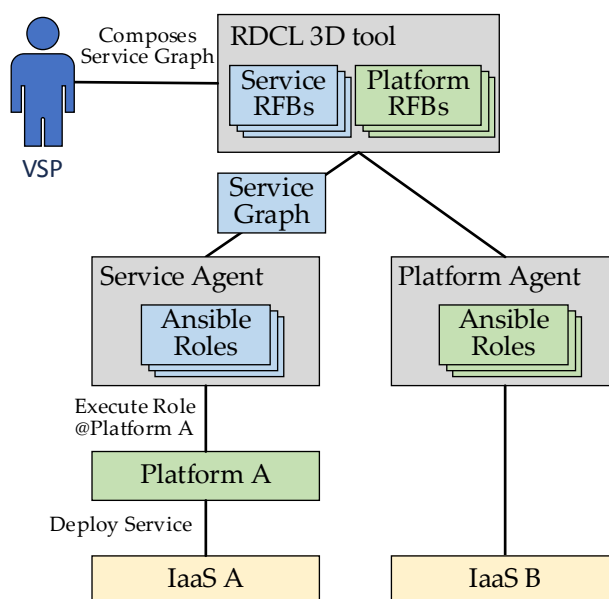 Composes
Service Graph
RDCL 3D tool
Service
RFBs
Platform
RFBs
VSP
Service
Graph
Service Agent
Platform Agent
Ansible
Roles
Ansible
Roles
Execute Role
@Platform A
Platform A
Deploy Service
IaaS A
IaaS B